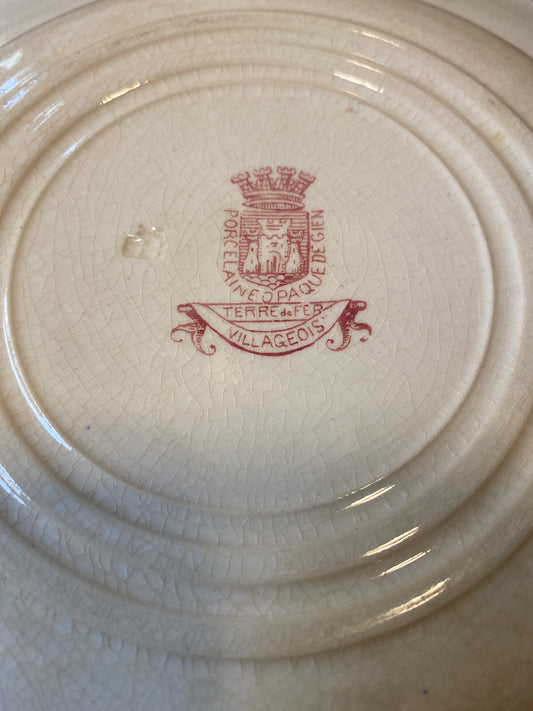 PORCELAINE OPAQUE DE GIEN
TERRE de FER
VILLAGEOIS